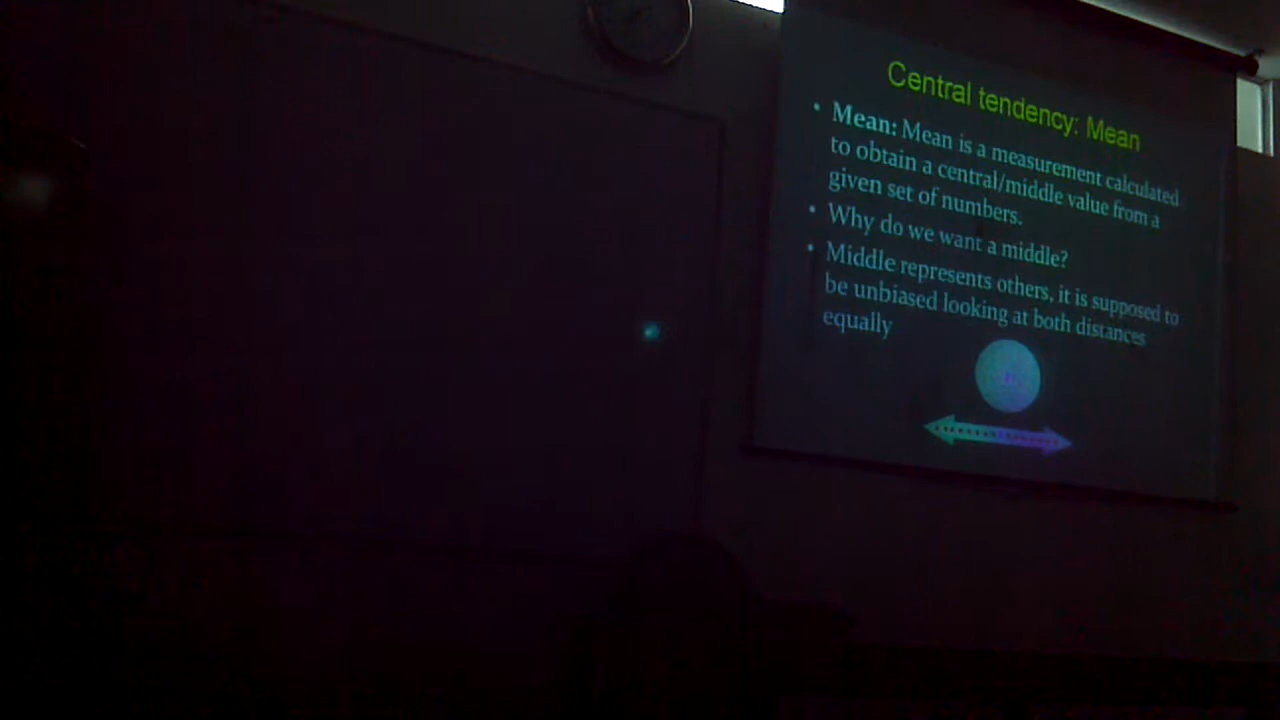 Central tendency: Mean
• Mean: Mean is a measurement calculated
to obtain a central/middle value from a
given set of numbers.
• Why do we want a middle?
• Middle represents others, it is supposed to
be unbiased looking at both distances
equally